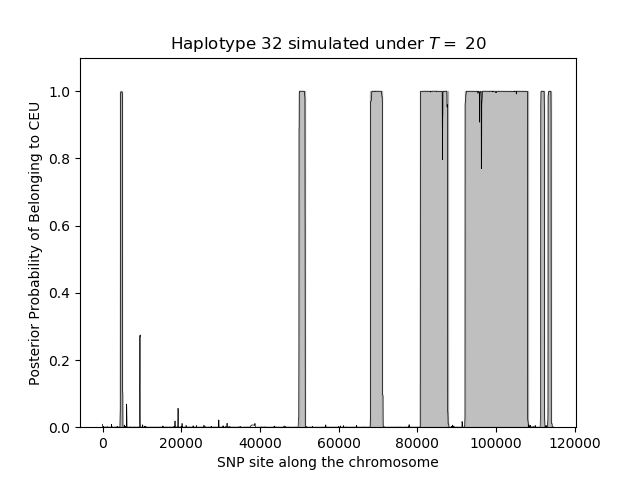 Haplotype 32 simulated under T = 20
Posterior Probability of Belonging to CEU
1.0
0.8
0.6
0.4
0.2
0.0
0 20000 40000 60000 80000 100000 120000
SNP site along the chromosome